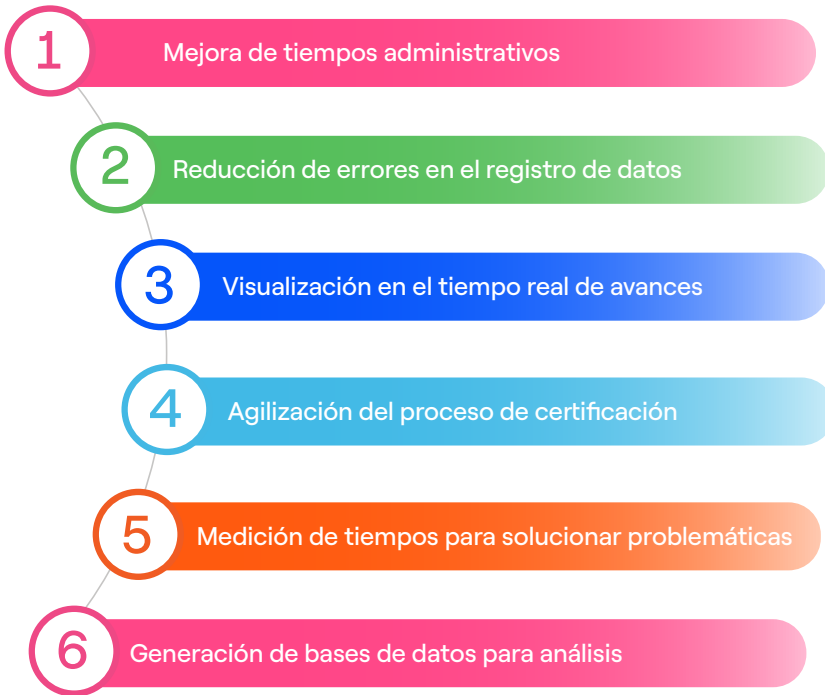 1 Mejora de tiempos administrativos
2 Reducción de errores en el registro de datos
3 Visualización en el tiempo real de avances
4 Agilización del proceso de certificación
5 Medición de tiempos para solucionar problemáticas
6 Generación de bases de datos para análisis